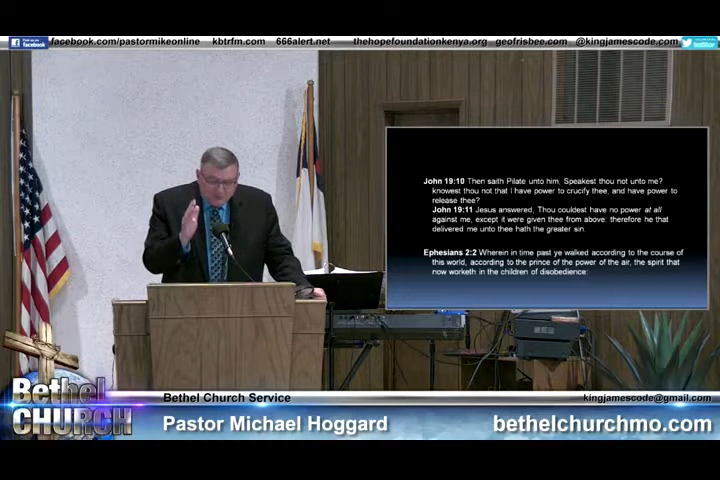 Find us on facebook facebook.com/pastormikeonline kbtrfm.com 666alert.net thehopefoundationkenya.org geofrisbee.com @kingjamescode.com twitter
John 19:10 Then saith Pilate unto him, Speakest thou not unto me?
knowest thou not that I have power to crucify thee, and have power to
release thee?
John 19:11 Jesus answered, Thou couldest have no power at all
against me, except it were given thee from above: therefore he that
delivered me unto thee hath the greater sin.
Ephesians 2:2 Wherein in time past ye walked according to the course of
this world, according to the prince of the power of the air, the spirit that
now worketh in the children of disobedience:
Bethel
CHURCH
Bethel Church Service
kingjamescode@gmail.com
Pastor Michael Hoggard
bethelchurchmo.com